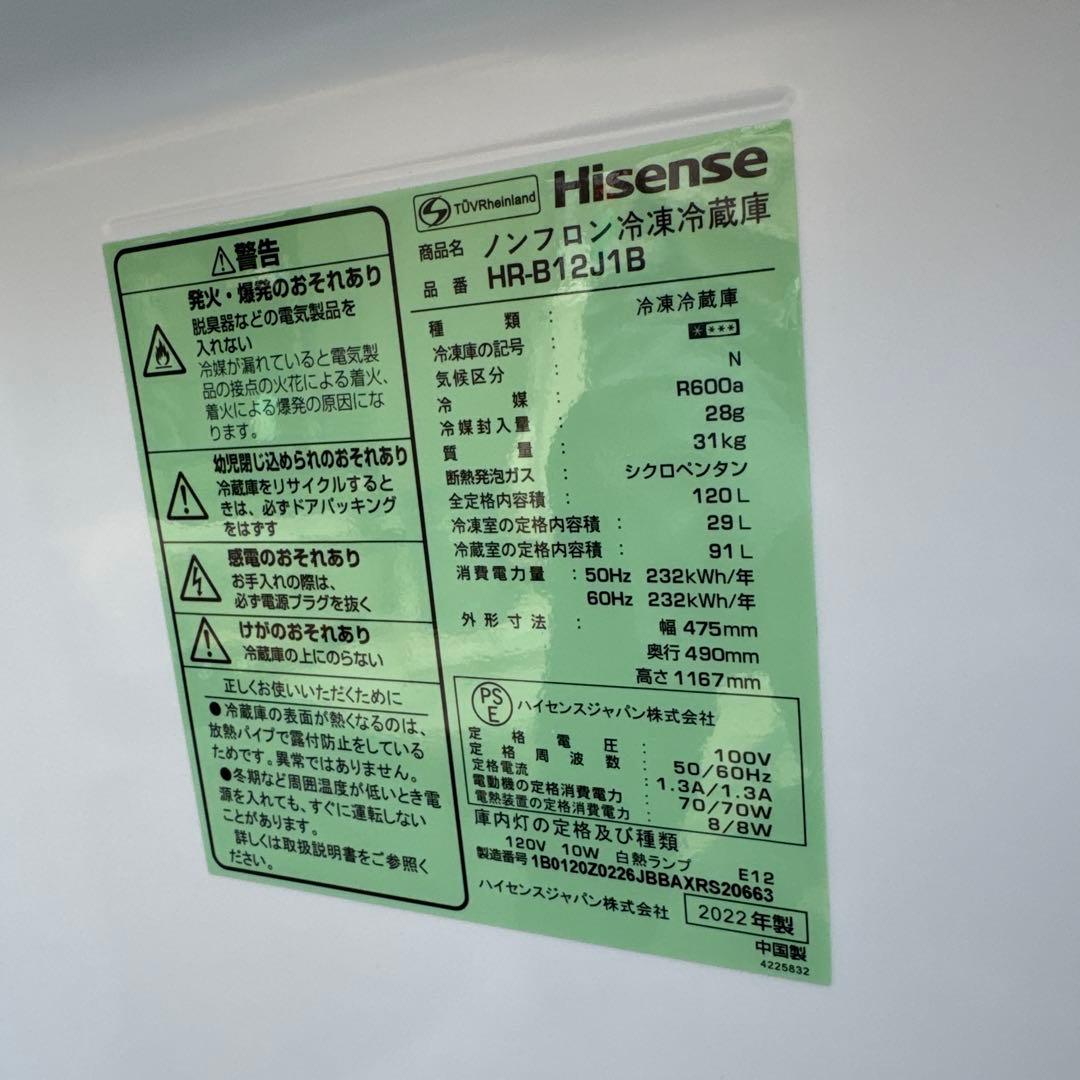 TÜVRheinland
Hisense
商品名 ノンフロン冷凍冷蔵庫
品番 HR-B12J1B
種類 : 冷凍冷蔵庫
冷凍庫の記号 : * ***
気候区分 : N
冷媒 : R600a
冷媒封入量 : 28g
質量 : 31kg
断熱発泡ガス : シクロペンタン
全定格内容積 : 120L
冷凍室の定格内容積 : 29L
冷蔵室の定格内容積 : 91L
消費電力量 : 50Hz 232kWh/年
60Hz 232kWh/年
外形寸法 : 幅 475mm
奥行 490mm
高さ 1167mm
PSE ハイセンスジャパン株式会社
定格電圧 : 100V
定格周波数 : 50/60Hz
定格電流 : 1.3A/1.3A
電動機の定格消費電力 : 70/70W
電熱装置の定格消費電力 : 8/8W
庫内灯の定格及び種類
120V 10W 白熱ランプ E12
製造番号 1B0120Z0226JBBAXRS20663
ハイセンスジャパン株式会社 2022年製
中国製
4225832
⚠警告
発火・爆発のおそれあり
脱臭器などの電気製品を
入れない
冷媒が漏れていると電気製
品の接点の火花による着火、
着火による爆発の原因にな
ります。
幼児閉じ込められのおそれあり
冷蔵庫をリサイクルすると
きは、必ずドアパッキング
をはずす
感電のおそれあり
お手入れの際は、
必ず電源プラグを抜く
けがのおそれあり
冷蔵庫の上にのらない
正しくお使いいただくために
●冷蔵庫の表面が熱くなるのは、
放熱パイプで露付防止をしている
ためです。異常ではありません。
●冬期など周囲温度が低いとき電
源を入れても、すぐに運転しない
ことがあります。
詳しくは取扱説明書をご参照く
ださい。